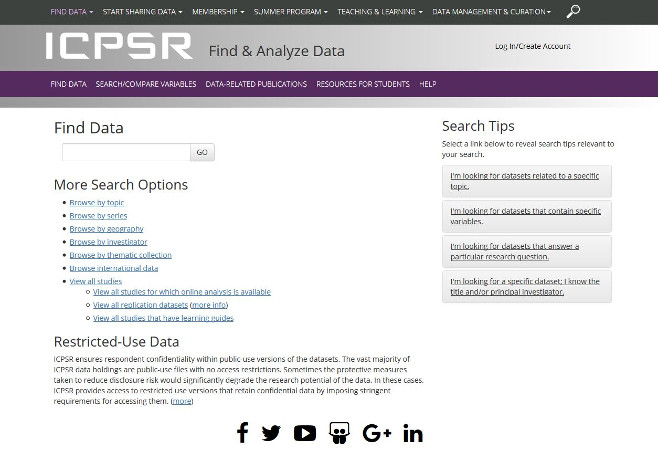 FIND DATA START SHARING DATA MEMBERSHIP SUMMER PROGRAM TEACHING & LEARNING DATA MANAGEMENT & CURATION
ICPSR Find & Analyze Data Log In/Create Account
FIND DATA SEARCH/COMPARE VARIABLES DATA-RELATED PUBLICATIONS RESOURCES FOR STUDENTS HELP
Find Data
GO
More Search Options
Browse by topic
Browse by series
Browse by geography
Browse by investigator
Browse by thematic collection
Browse international data
View all studies
View all studies for which online analysis is available
View all replication datasets (more info)
View all studies that have learning guides
Restricted-Use Data
ICPSR ensures respondent confidentiality within public-use versions of the datasets. The vast majority of
ICPSR data holdings are public-use files with no access restrictions. Sometimes the protective measures
taken to reduce disclosure risk would significantly degrade the research potential of the data. In these cases,
ICPSR provides access to restricted use versions that retain confidential data by imposing stringent
requirements for accessing them. (more)
Search Tips
Select a link below to reveal search tips relevant to
your search.
I'm looking for datasets related to a specific
topic.
I'm looking for datasets that contain specific
variables.
I'm looking for datasets that answer a
particular research question.
I'm looking for a specific dataset; I know the
title and/or principal investigator.